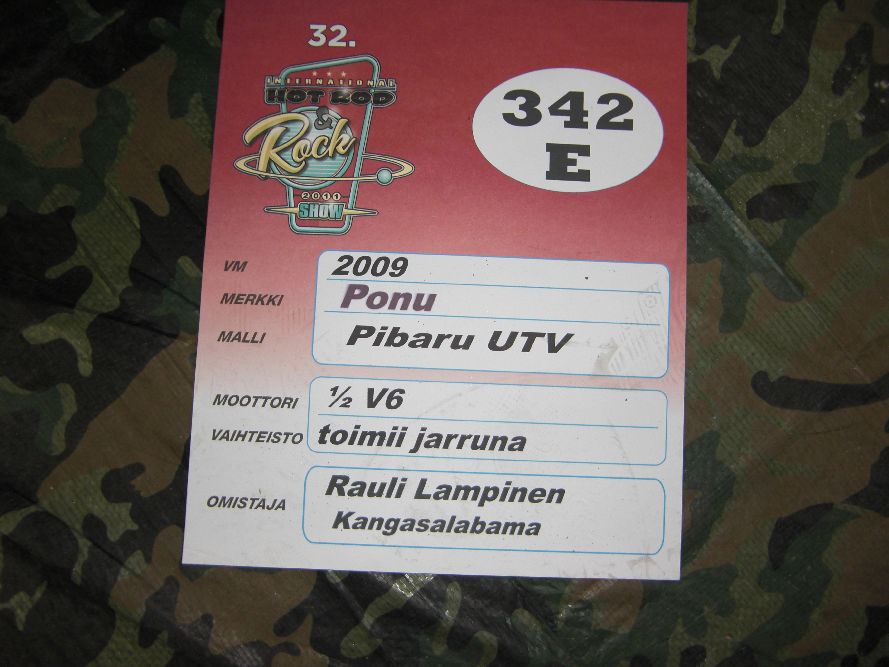 32.
INTERNATIONAL
HOT ROD
&
Rock
2011
SHOW
342
E
VM 2009
MERKKI Ponu
MALLI Pibaru UTV
MOOTTORI ½ V6
VAIHTEISTO toimii jarruna
OMISTAJA Rauli Lampinen
Kangasalabama